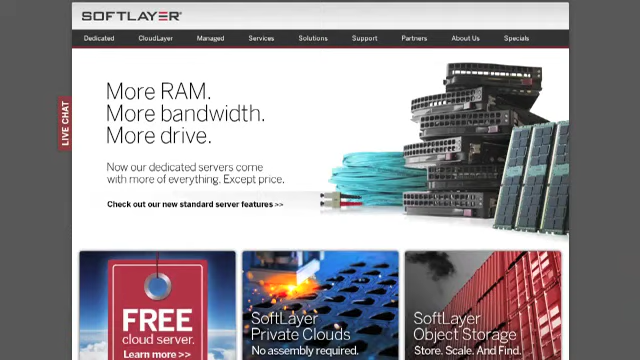 SOFTLAYER
Dedicated CloudLayer Managed Services Solutions Support Partners About Us Specials
LIVE CHAT
More RAM.
More bandwidth.
More drive.
Now our dedicated servers come
with more of everything. Except price.
Check out our new standard server features >>
FREE
cloud server.
Learn more >>
SoftLayer
Private Clouds
No assembly required.
SoftLayer
Object Storage
Store. Scale. And Find.